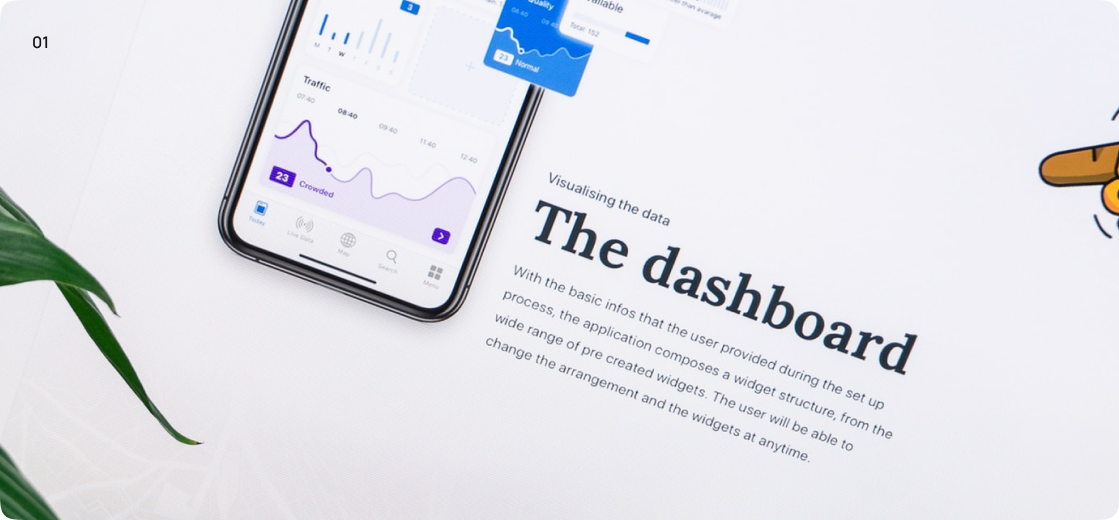 01
3
M T W T F S S
Traffic
07:40
08:40
09:40
11:40
12:40
23 Crowded
Today
Live Data
Map
Search
Menu
Total: 152
23 Normal
Visualising the data
The dashboard
With the basic infos that the user provided during the set up
process, the application composes a widget structure, from the
wide range of pre created widgets. The user will be able to
change the arrangement and the widgets at anytime.